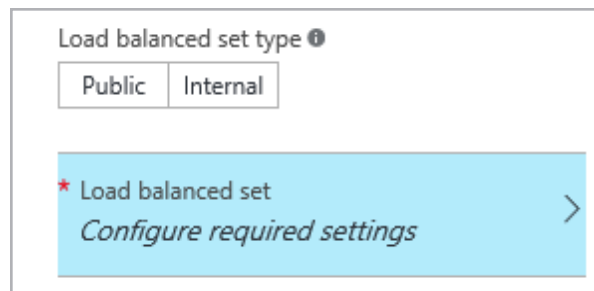 Load balanced set type
Public Internal
* Load balanced set
Configure required settings